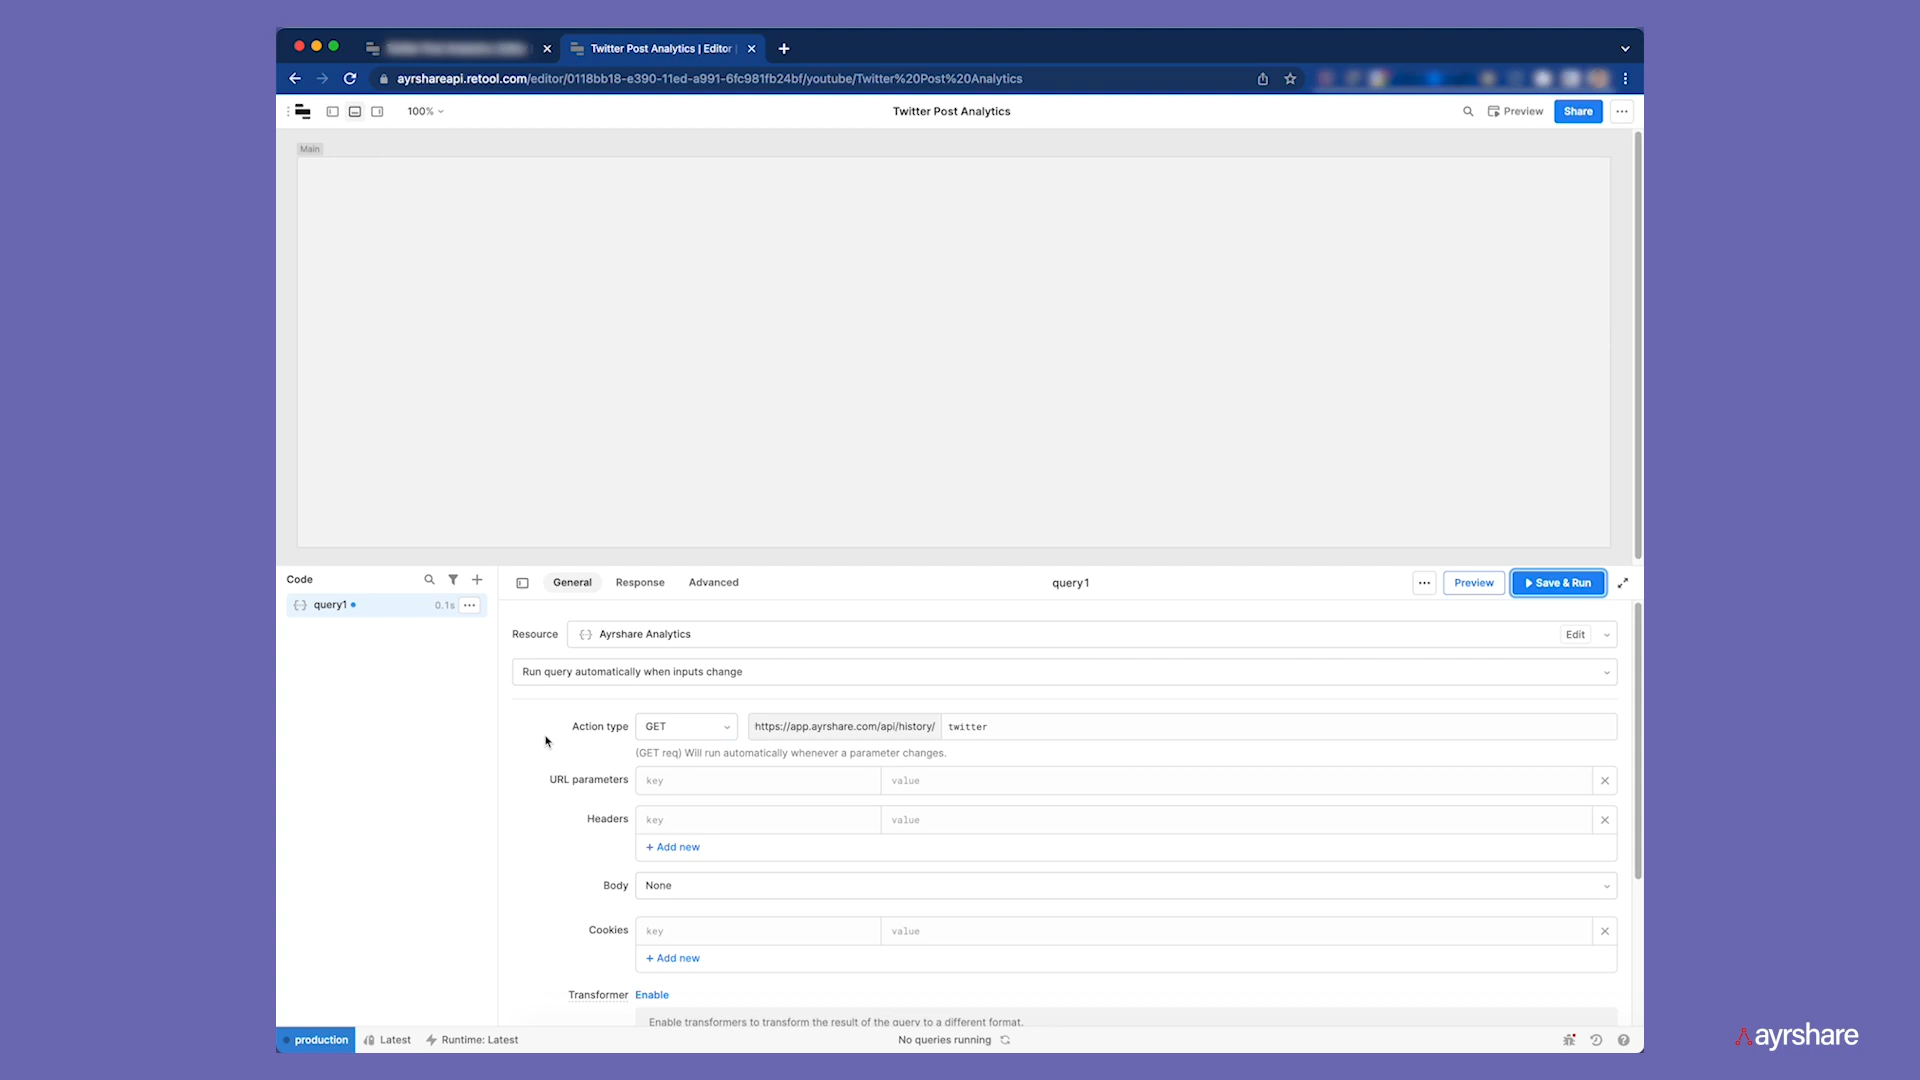 Twitter Post Analytics | Editor
ayrshareapi.retool.com/editor/0118bb18-e390-11ed-a991-6fc981fb24bf/youtube/Twitter%20Post%20Analytics
100%
Twitter Post Analytics
Preview
Share
Main
Code
General
Response
Advanced
query1
Preview
Save & Run
query1
0.1s
Resource
Ayrshare Analytics
Edit
Run query automatically when inputs change
Action type
GET
https://app.ayrshare.com/api/history/
twitter
(GET req) Will run automatically whenever a parameter changes.
URL parameters
key
value
Headers
key
value
+ Add new
Body
None
Cookies
key
value
+ Add new
Transformer
Enable
Enable transformers to transform the result of the query to a different format.
production
Latest
Runtime: Latest
No queries running
ayrshare